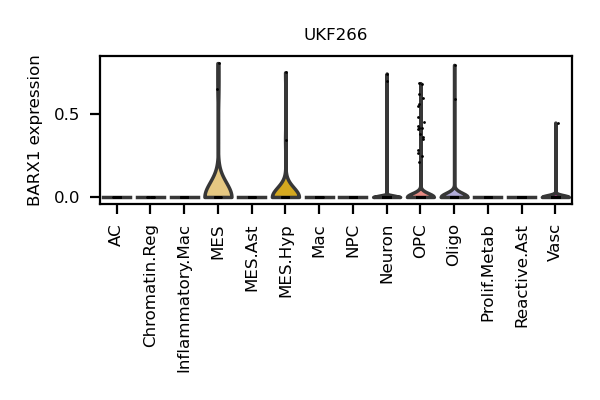 UKF266
BARX1 expression
0.5
0.0
AC
Chromatin.Reg
Inflammatory.Mac
MES
MES.Ast
MES.Hyp
Mac
NPC
Neuron
OPC
Oligo
Prolif.Metab
Reactive.Ast
Vasc